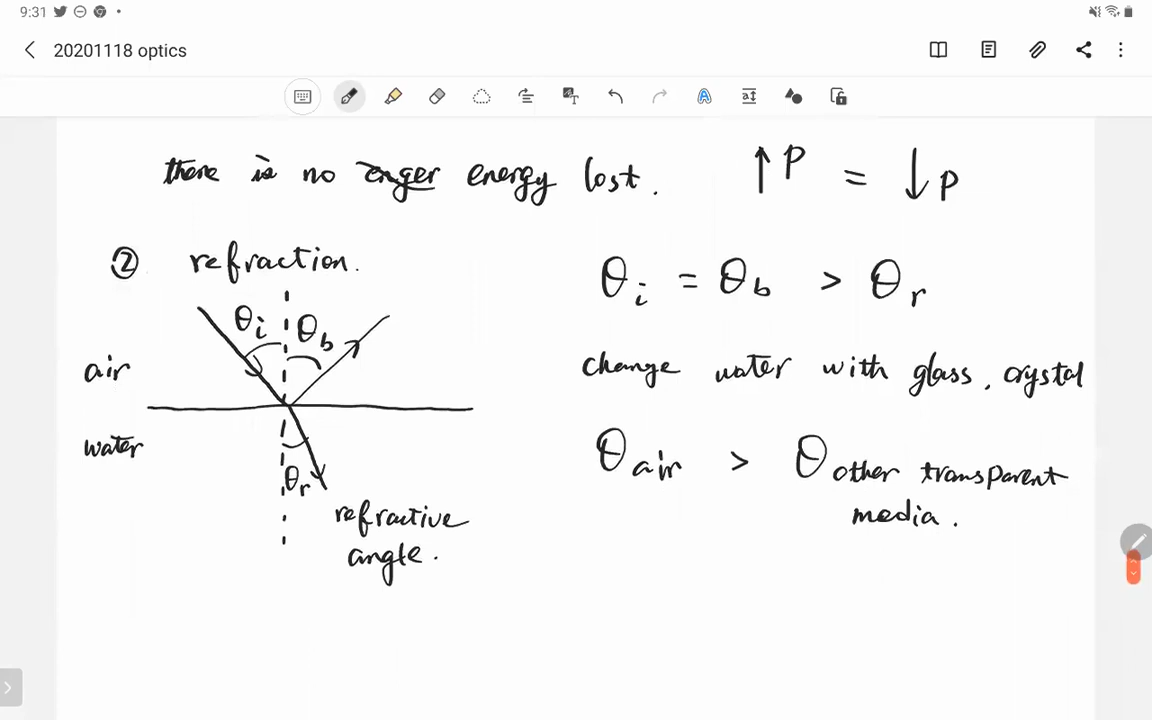 9:31
20201118 optics
there is no enger energy lost. ↑P = ↓P
② refraction.
θi θb
air
water
θr
refractive
angle.
θi = θb > θr
change water with glass, crystal
θair > θother transparent
media.